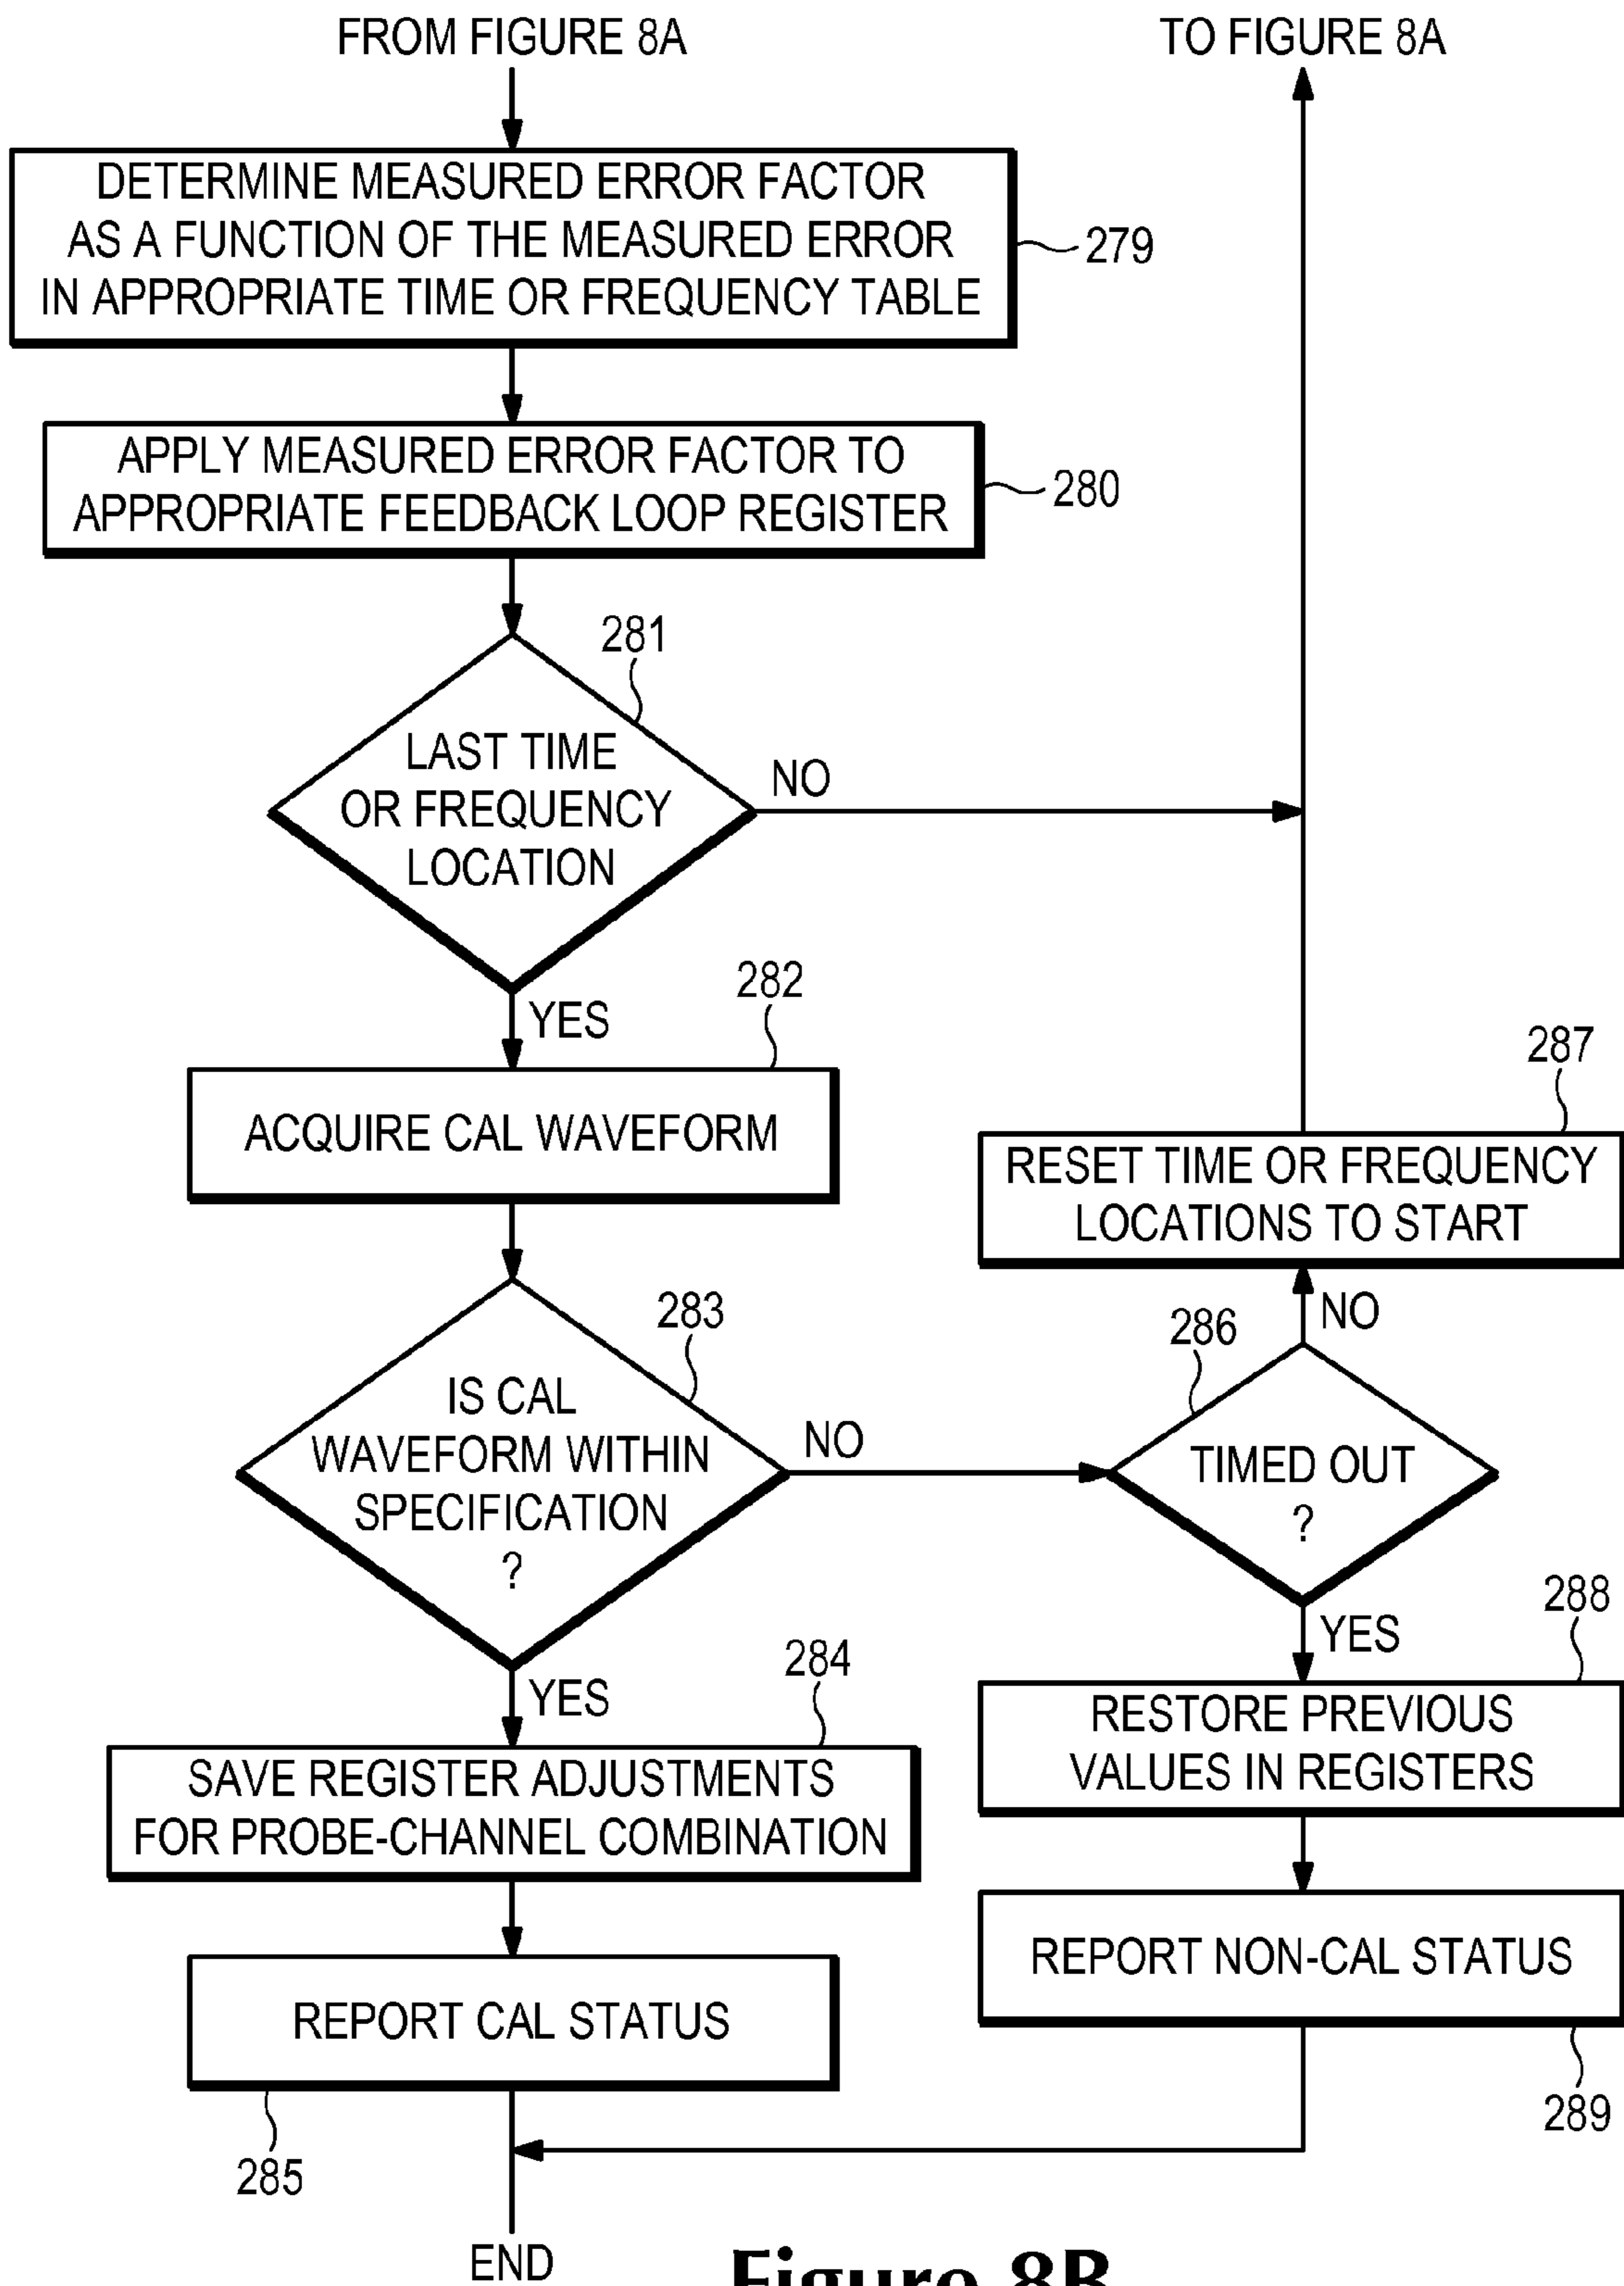 FROM FIGURE 8A
TO FIGURE 8A
DETERMINE MEASURED ERROR FACTOR
AS A FUNCTION OF THE MEASURED ERROR
IN APPROPRIATE TIME OR FREQUENCY TABLE
279
APPLY MEASURED ERROR FACTOR TO
APPROPRIATE FEEDBACK LOOP REGISTER
280
281
LAST TIME
OR FREQUENCY
LOCATION
NO
YES
282
ACQUIRE CAL WAVEFORM
287
RESET TIME OR FREQUENCY
LOCATIONS TO START
NO
283
IS CAL
WAVEFORM WITHIN
SPECIFICATION
?
NO
286
TIMED OUT
?
YES
YES
284
SAVE REGISTER ADJUSTMENTS
FOR PROBE-CHANNEL COMBINATION
288
RESTORE PREVIOUS
VALUES IN REGISTERS
REPORT CAL STATUS
285
REPORT NON-CAL STATUS
289
END
Figure 8B